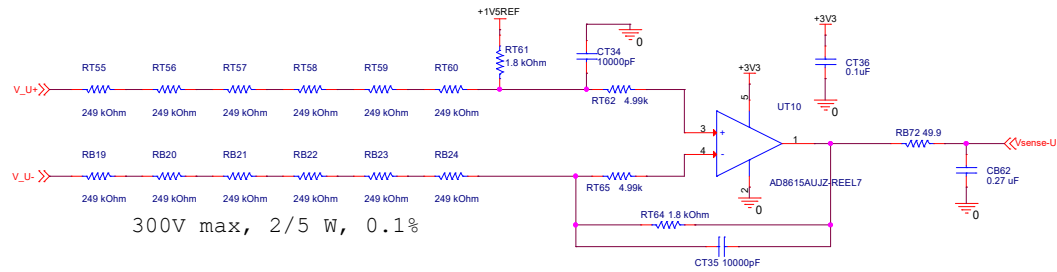 +1V5REF
+3V3
RT61
1.8 kOhm
CT34
10000pF
0
CT36
0.1uF
0
RT55
RT56
RT57
RT58
RT59
RT60
V_U+
249 kOhm
249 kOhm
249 kOhm
249 kOhm
249 kOhm
249 kOhm
RT62 4.99k
+3V3
5
UT10
3
+
4
-
1
2
0
AD8615AUJZ-REEL7
RB72 49.9
Vsense-U
CB62
0.27 uF
0
RB19
RB20
RB21
RB22
RB23
RB24
V_U-
249 kOhm
249 kOhm
249 kOhm
249 kOhm
249 kOhm
249 kOhm
RT65 4.99k
300V max, 2/5 W, 0.1%
RT64 1.8 kOhm
CT35 10000pF